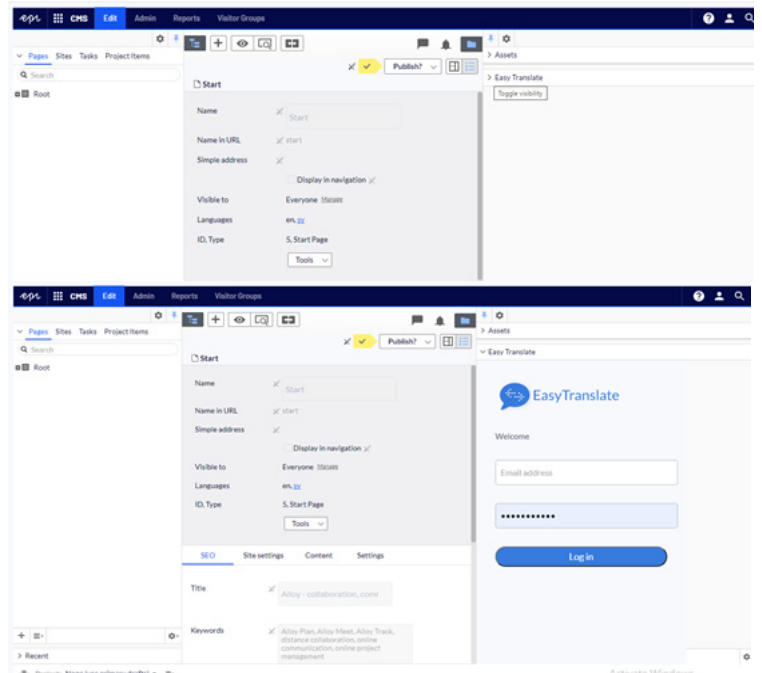 epi CMS Edit Admin Reports Visitor Groups
Pages Sites Tasks Project Items
Search
Root
Publish?
Start
Name Start
Name in URL start
Simple address
Display in navigation
Visible to Everyone Manage
Languages en, sv
ID, Type 5, Start Page
Tools
Assets
Easy Translate
Toggle visibility
epi CMS Edit Admin Reports Visitor Groups
Pages Sites Tasks Project Items
Search
Root
Publish?
Start
Name Start
Name in URL start
Simple address
Display in navigation
Visible to Everyone Manage
Languages en, sv
ID, Type 5, Start Page
Tools
SEO Site settings Content Settings
Title Alloy - collaboration, com
Keywords Alloy Plan, Alloy Meet, Alloy Track,
distance collaboration, online
communication, online project
management
Recent
Assets
Easy Translate
EasyTranslate
Welcome
Email address
Log in